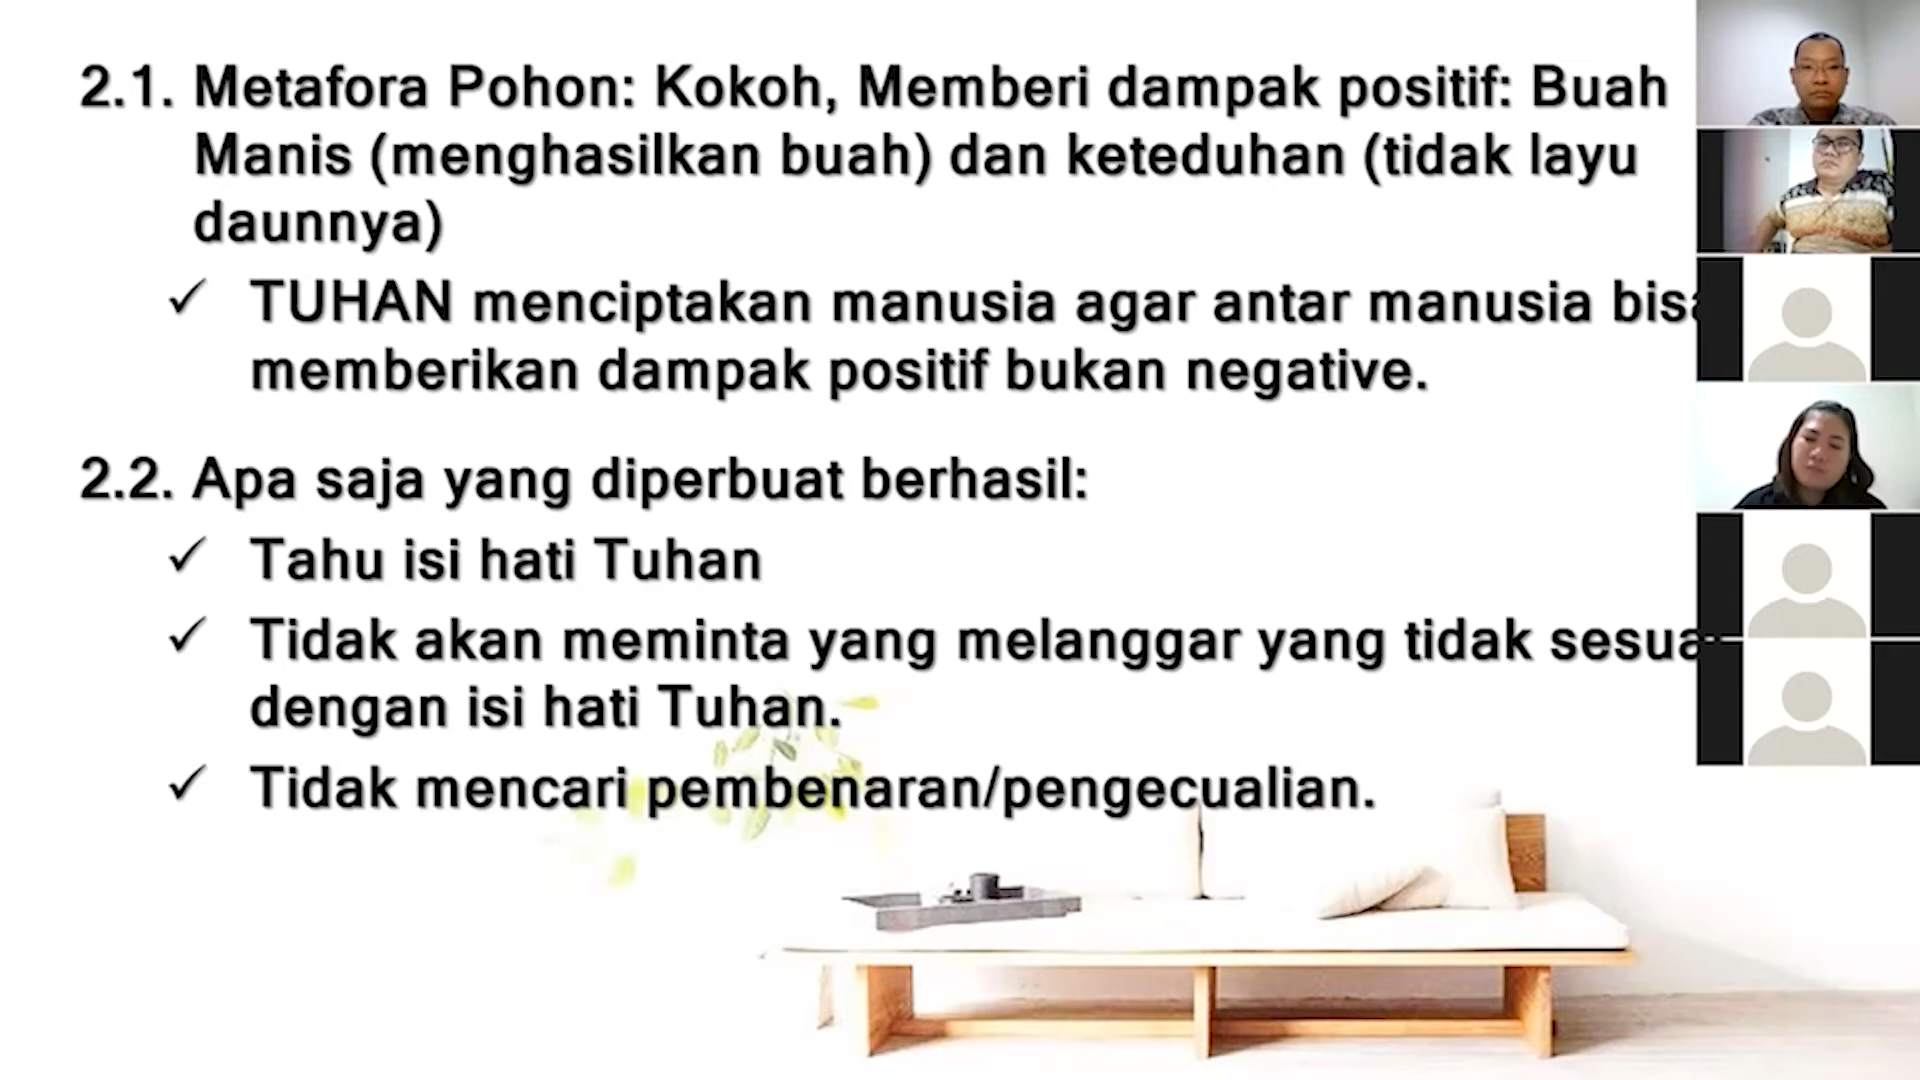 2.1. Metafora Pohon: Kokoh, Memberi dampak positif: Buah
Manis (menghasilkan buah) dan keteduhan (tidak layu
daunnya)
✓ TUHAN menciptakan manusia agar antar manusia bisa
memberikan dampak positif bukan negative.
2.2. Apa saja yang diperbuat berhasil:
✓ Tahu isi hati Tuhan
✓ Tidak akan meminta yang melanggar yang tidak sesuai
dengan isi hati Tuhan.
✓ Tidak mencari pembenaran/pengecualian.